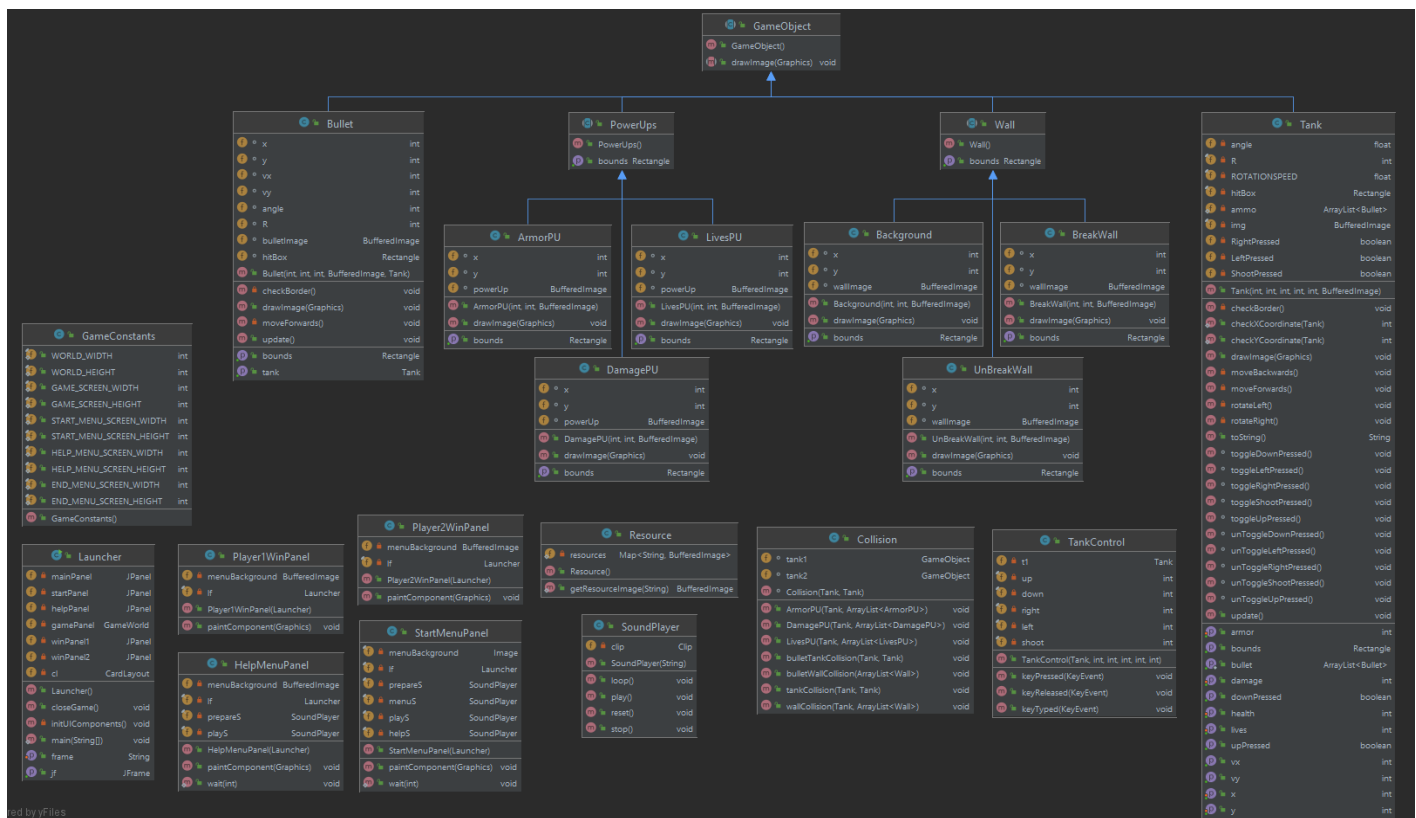 GameObject
GameObject()
drawImage(Graphics) void
Bullet
x int
y int
vx int
vy int
angle int
R int
bulletImage BufferedImage
hitBox Rectangle
Bullet(int, int, int, BufferedImage, Tank)
checkBorder() void
drawImage(Graphics) void
moveForwards() void
update() void
bounds Rectangle
tank Tank
PowerUps
PowerUps()
bounds Rectangle
Wall
Wall()
bounds Rectangle
Tank
angle float
R int
ROTATIONSPEED float
hitBox Rectangle
ammo ArrayList<Bullet>
img BufferedImage
RightPressed boolean
LeftPressed boolean
ShootPressed boolean
Tank(int, int, int, int, int, BufferedImage)
checkBorder() void
checkXCoordinate(Tank) int
checkYCoordinate(Tank) int
drawImage(Graphics) void
moveBackwards() void
moveForwards() void
rotateLeft() void
rotateRight() void
toString() String
toggleDownPressed() void
toggleLeftPressed() void
toggleRightPressed() void
toggleShootPressed() void
toggleUpPressed() void
unToggleDownPressed() void
unToggleLeftPressed() void
unToggleRightPressed() void
unToggleShootPressed() void
unToggleUpPressed() void
update() void
armor int
bounds Rectangle
bullet ArrayList<Bullet>
damage int
downPressed boolean
health int
lives int
upPressed boolean
vx int
vy int
x int
y int
ArmorPU
x int
y int
powerUp BufferedImage
ArmorPU(int, int, BufferedImage)
drawImage(Graphics) void
bounds Rectangle
LivesPU
x int
y int
powerUp BufferedImage
LivesPU(int, int, BufferedImage)
drawImage(Graphics) void
bounds Rectangle
Background
x int
y int
wallImage BufferedImage
Background(int, int, BufferedImage)
drawImage(Graphics) void
bounds Rectangle
BreakWall
x int
y int
wallImage BufferedImage
BreakWall(int, int, BufferedImage)
drawImage(Graphics) void
bounds Rectangle
GameConstants
WORLD_WIDTH int
WORLD_HEIGHT int
GAME_SCREEN_WIDTH int
GAME_SCREEN_HEIGHT int
START_MENU_SCREEN_WIDTH int
START_MENU_SCREEN_HEIGHT int
HELP_MENU_SCREEN_WIDTH int
HELP_MENU_SCREEN_HEIGHT int
END_MENU_SCREEN_WIDTH int
END_MENU_SCREEN_HEIGHT int
GameConstants()
DamagePU
x int
y int
powerUp BufferedImage
DamagePU(int, int, BufferedImage)
drawImage(Graphics) void
bounds Rectangle
UnBreakWall
x int
y int
wallImage BufferedImage
UnBreakWall(int, int, BufferedImage)
drawImage(Graphics) void
bounds Rectangle
Launcher
mainPanel JPanel
startPanel JPanel
helpPanel JPanel
gamePanel GameWorld
winPanel1 JPanel
winPanel2 JPanel
cl CardLayout
Launcher()
closeGame() void
initUIComponents() void
main(String[]) void
frame String
jf JFrame
Player1WinPanel
menuBackground BufferedImage
lf Launcher
Player1WinPanel(Launcher)
paintComponent(Graphics) void
HelpMenuPanel
menuBackground BufferedImage
lf Launcher
prepareS SoundPlayer
playS SoundPlayer
HelpMenuPanel(Launcher)
paintComponent(Graphics) void
wait(int) void
Player2WinPanel
menuBackground BufferedImage
lf Launcher
Player2WinPanel(Launcher)
paintComponent(Graphics) void
StartMenuPanel
menuBackground Image
lf Launcher
prepareS SoundPlayer
menuS SoundPlayer
playS SoundPlayer
helpS SoundPlayer
StartMenuPanel(Launcher)
paintComponent(Graphics) void
wait(int) void
Resource
resources Map<String, BufferedImage>
Resource()
getResourceImage(String) BufferedImage
SoundPlayer
clip Clip
SoundPlayer(String)
loop() void
play() void
reset() void
stop() void
Collision
tank1 GameObject
tank2 GameObject
Collision(Tank, Tank)
ArmorPU(Tank, ArrayList<ArmorPU>) void
DamagePU(Tank, ArrayList<DamagePU>) void
LivesPU(Tank, ArrayList<LivesPU>) void
bulletTankCollision(Tank, Tank) void
bulletWallCollision(ArrayList<Wall>) void
tankCollision(Tank, Tank) void
wallCollision(Tank, ArrayList<Wall>) void
TankControl
t1 Tank
up int
down int
right int
left int
shoot int
TankControl(Tank, int, int, int, int, int)
keyPressed(KeyEvent) void
keyReleased(KeyEvent) void
keyTyped(KeyEvent) void
red by yFiles